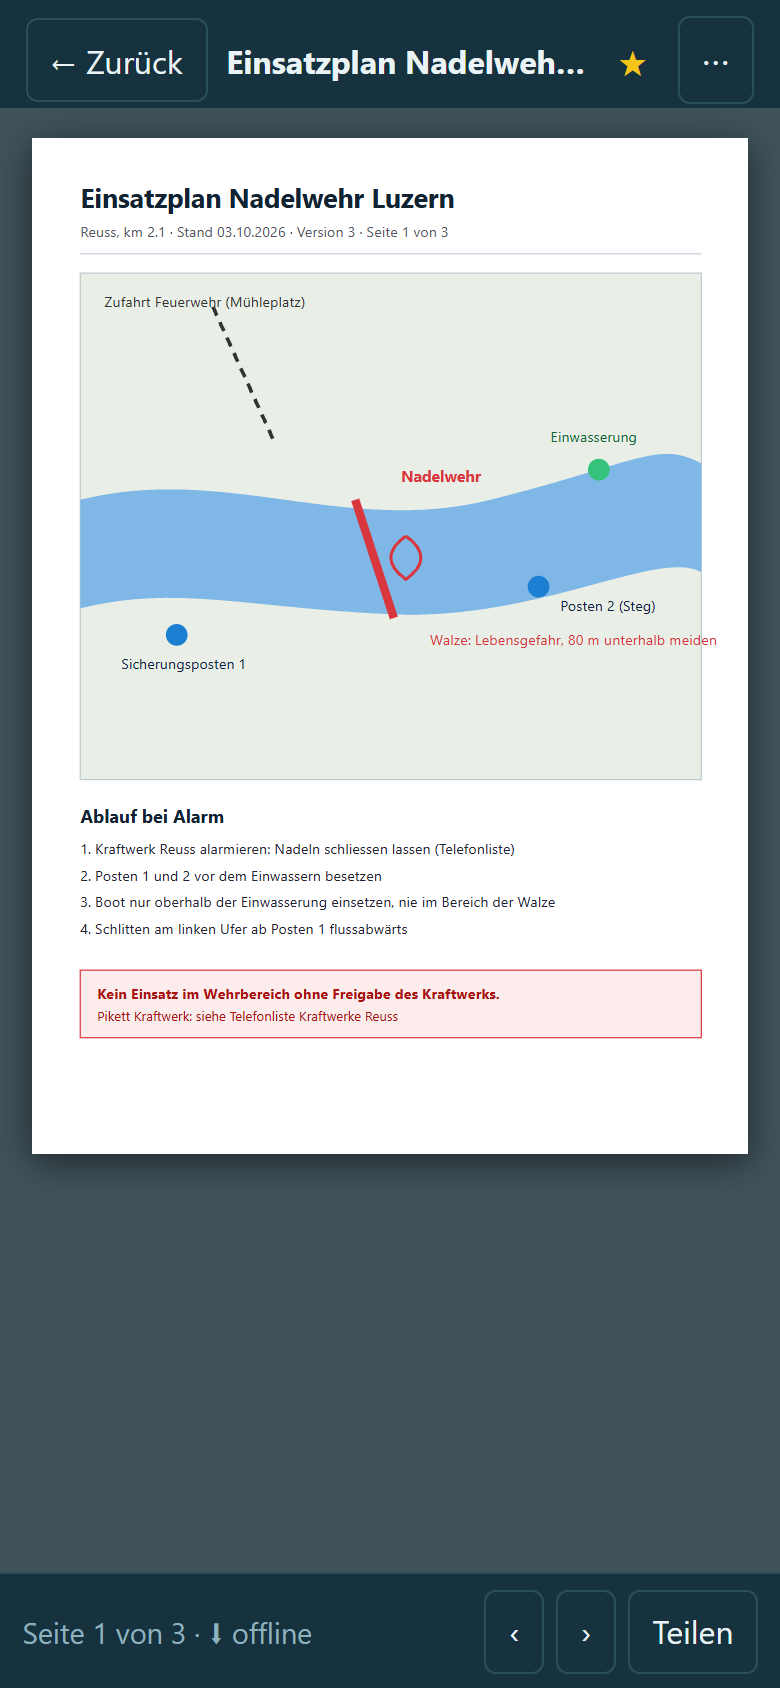 ← Zurück
Einsatzplan Nadelweh… ★
···
Einsatzplan Nadelwehr Luzern
Reuss, km 2.1 · Stand 03.10.2026 · Version 3 · Seite 1 von 3
Zufahrt Feuerwehr (Mühleplatz)
Einwasserung
Nadelwehr
Posten 2 (Steg)
Walze: Lebensgefahr, 80 m unterhalb meiden
Sicherungsposten 1
Ablauf bei Alarm
1. Kraftwerk Reuss alarmieren: Nadeln schliessen lassen (Telefonliste)
2. Posten 1 und 2 vor dem Einwassern besetzen
3. Boot nur oberhalb der Einwasserung einsetzen, nie im Bereich der Walze
4. Schlitten am linken Ufer ab Posten 1 flussabwärts
Kein Einsatz im Wehrbereich ohne Freigabe des Kraftwerks.
Pikett Kraftwerk: siehe Telefonliste Kraftwerke Reuss
Seite 1 von 3 · ⬇ offline
‹
›
Teilen